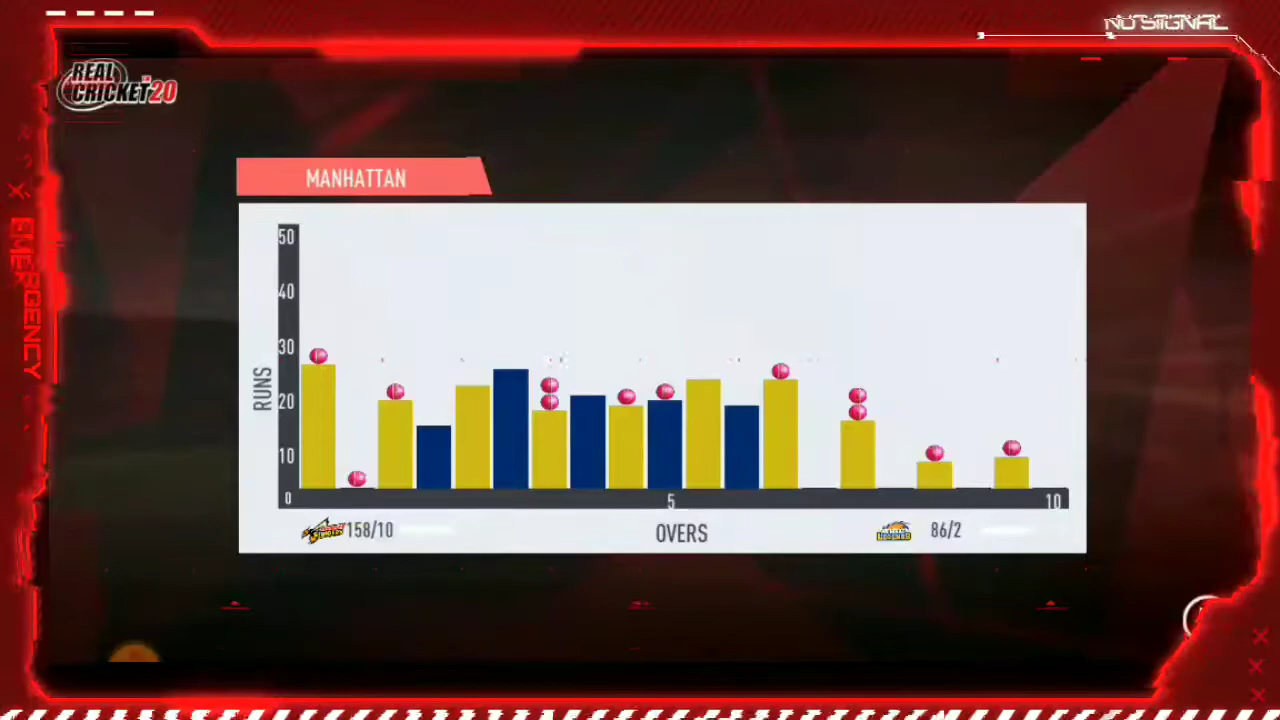 NO SIGNAL
REAL
CRICKET 20
MANHATTAN
50
40
30
20
10
0
RUNS
5
10
158/10
OVERS
86/2
EMERGENCY